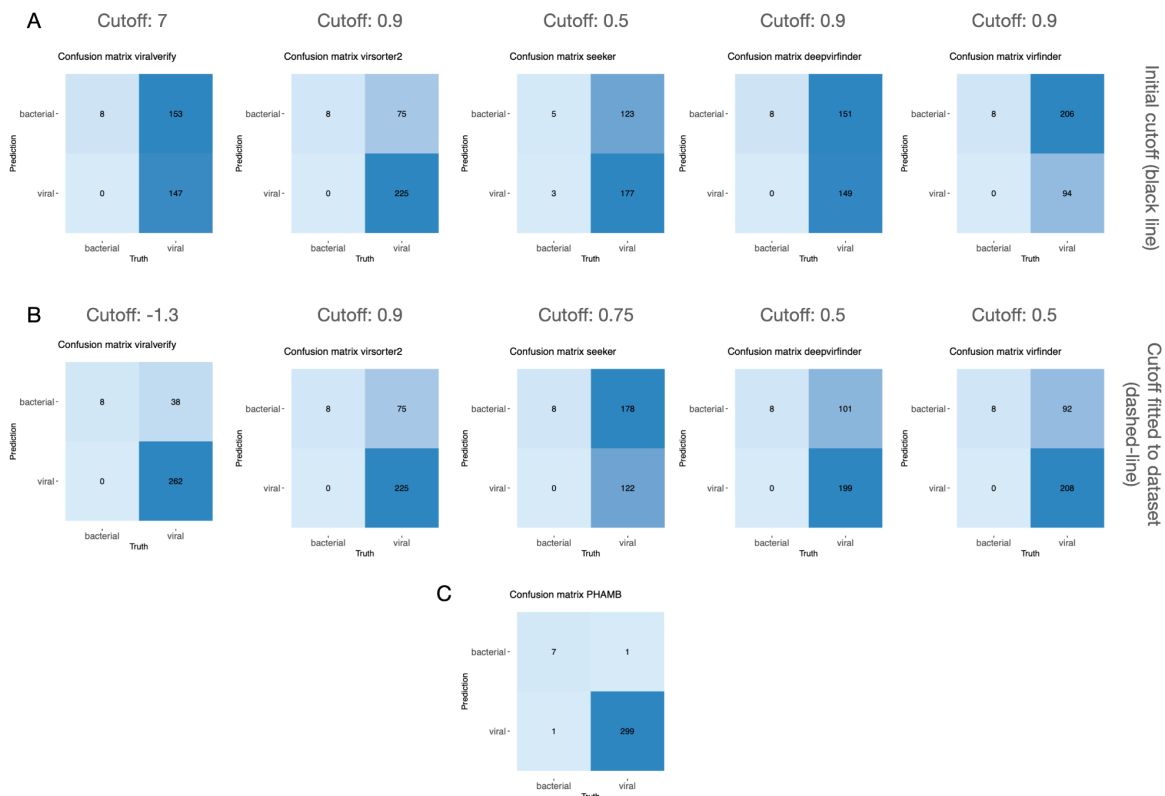 A
Cutoff: 7
Cutoff: 0.9
Cutoff: 0.5
Cutoff: 0.9
Cutoff: 0.9
Confusion matrix viralverify
Confusion matrix virsorter2
Confusion matrix seeker
Confusion matrix deepvirfinder
Confusion matrix virfinder
bacterial
8
153
viral
0
147
bacterial
viral
Prediction
Truth
bacterial
8
75
viral
0
225
bacterial
viral
Prediction
Truth
bacterial
5
123
viral
3
177
bacterial
viral
Prediction
Truth
bacterial
8
151
viral
0
149
bacterial
viral
Prediction
Truth
bacterial
8
206
viral
0
94
bacterial
viral
Prediction
Truth
Initial cutoff (black line)
B
Cutoff: -1.3
Cutoff: 0.9
Cutoff: 0.75
Cutoff: 0.5
Cutoff: 0.5
Confusion matrix viralverify
Confusion matrix virsorter2
Confusion matrix seeker
Confusion matrix deepvirfinder
Confusion matrix virfinder
bacterial
8
38
viral
0
262
bacterial
viral
Prediction
Truth
bacterial
8
75
viral
0
225
bacterial
viral
Prediction
Truth
bacterial
8
178
viral
0
122
bacterial
viral
Prediction
Truth
bacterial
8
101
viral
0
199
bacterial
viral
Prediction
Truth
bacterial
8
92
viral
0
208
bacterial
viral
Prediction
Truth
Cutoff fitted to dataset
(dashed-line)
C
Confusion matrix PHAMB
bacterial
7
1
viral
1
299
bacterial
viral
Prediction
Truth